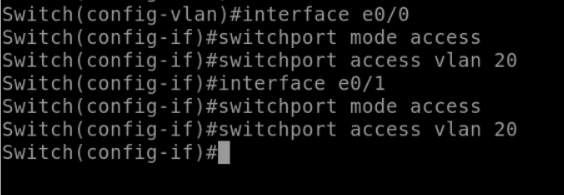 Switch(config-vlan)#interface e0/0
Switch(config-if)#switchport mode access
Switch(config-if)#switchport access vlan 20
Switch(config-if)#interface e0/1
Switch(config-if)#switchport mode access
Switch(config-if)#switchport access vlan 20
Switch(config-if)#